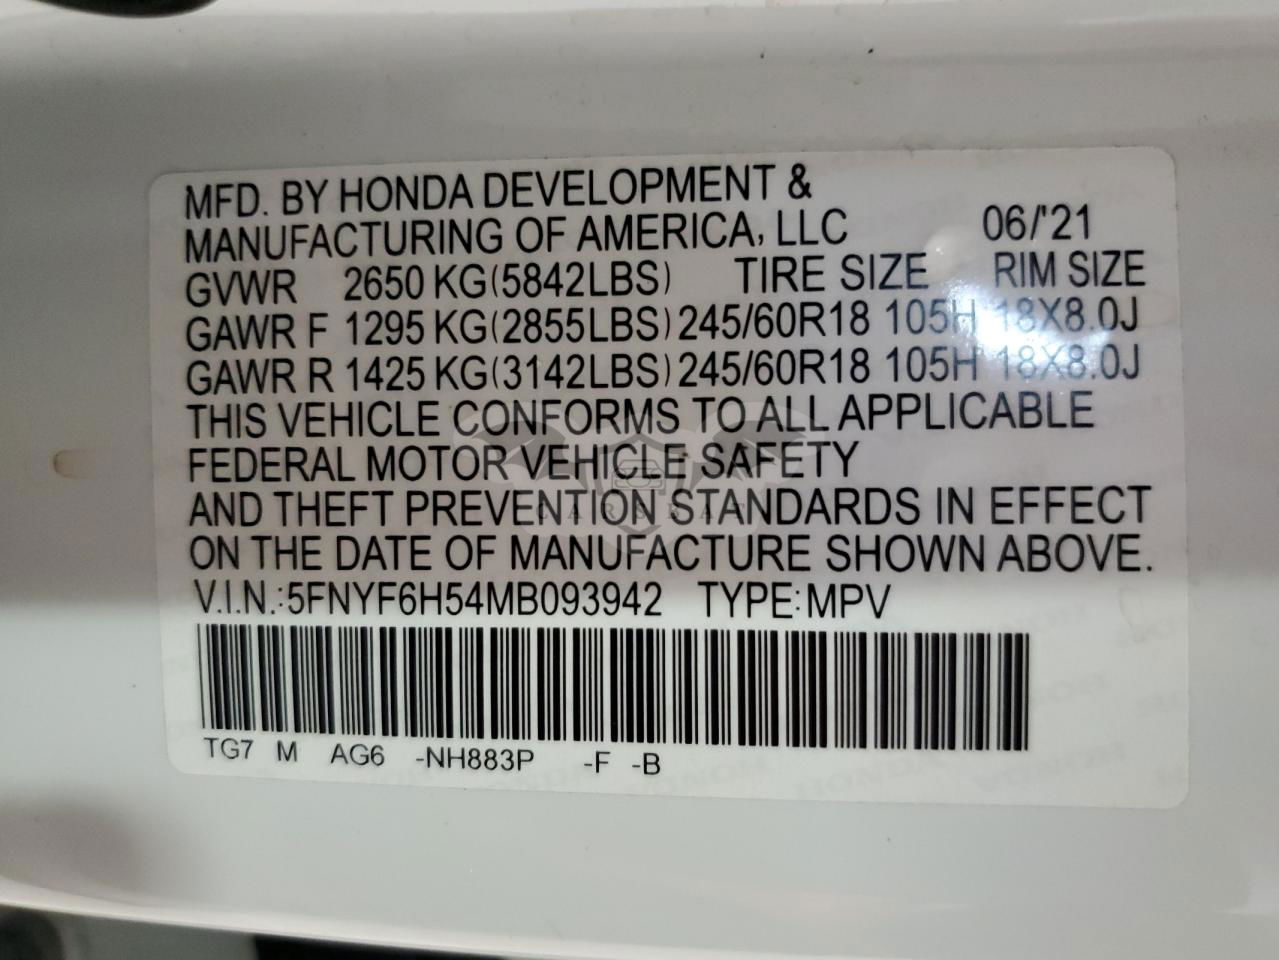 MFD. BY HONDA DEVELOPMENT &
MANUFACTURING OF AMERICA, LLC 06/'21
GVWR 2650 KG(5842LBS) TIRE SIZE RIM SIZE
GAWR F 1295 KG(2855LBS) 245/60R18 105H 18X8.0J
GAWR R 1425 KG(3142LBS) 245/60R18 105H 18X8.0J
THIS VEHICLE CONFORMS TO ALL APPLICABLE
FEDERAL MOTOR VEHICLE SAFETY
AND THEFT PREVENTION STANDARDS IN EFFECT
CARSBAT
ON THE DATE OF MANUFACTURE SHOWN ABOVE.
V.I.N.:5FNYF6H54MB093942 TYPE:MPV
TG7 M AG6 -NH883P -F -B